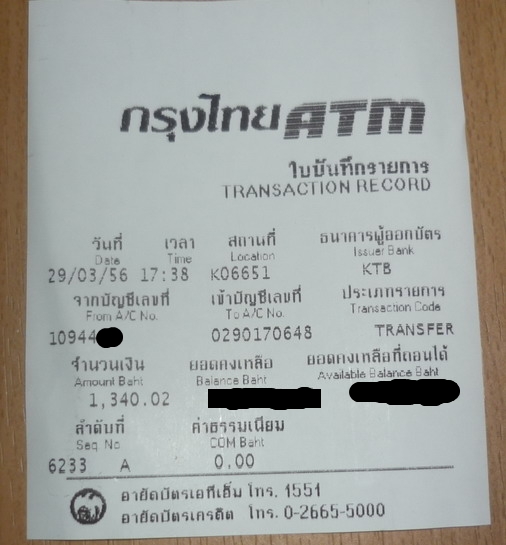 กรุงไทย ATM
ใบบันทึกรายการ
TRANSACTION RECORD
วันที่ เวลา สถานที่ ธนาคารผู้ออกบัตร
Date Time Location Issuer Bank
29/03/56 17:38 K06651 KTB
จากบัญชีเลขที่ เข้าบัญชีเลขที่ ประเภทรายการ
From A/C No. To A/C No. Transaction Code
10944 0290170648 TRANSFER
จำนวนเงิน ยอดคงเหลือ ยอดคงเหลือที่ถอนได้
Amount Baht Balance Baht Available Balance Baht
1,340.02
ลำดับที่ ค่าธรรมเนียม
Seq No COM Baht
6233 A 0.00
อายัดบัตรเอทีเอ็ม โทร. 1551
อายัดบัตรเครดิต โทร. 0-2665-5000